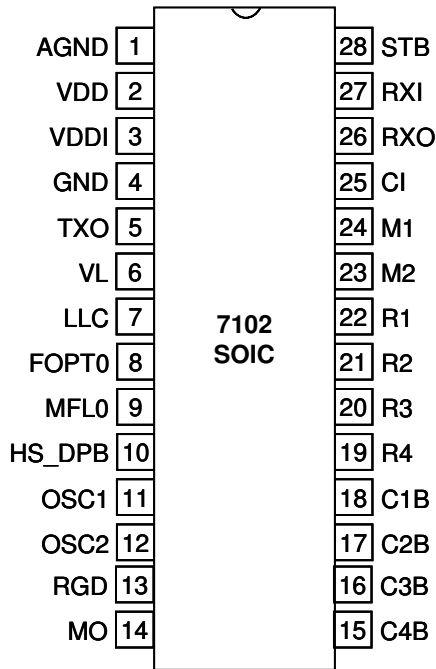 AGND 1 28 STB
VDD 2 27 RXI
VDDI 3 26 RXO
GND 4 25 CI
TXO 5 24 M1
VL 6 23 M2
LLC 7 22 R1
7102
SOIC
FOPT0 8 21 R2
MFL0 9 20 R3
HS_DPB 10 19 R4
OSC1 11 18 C1B
OSC2 12 17 C2B
RGD 13 16 C3B
MO 14 15 C4B